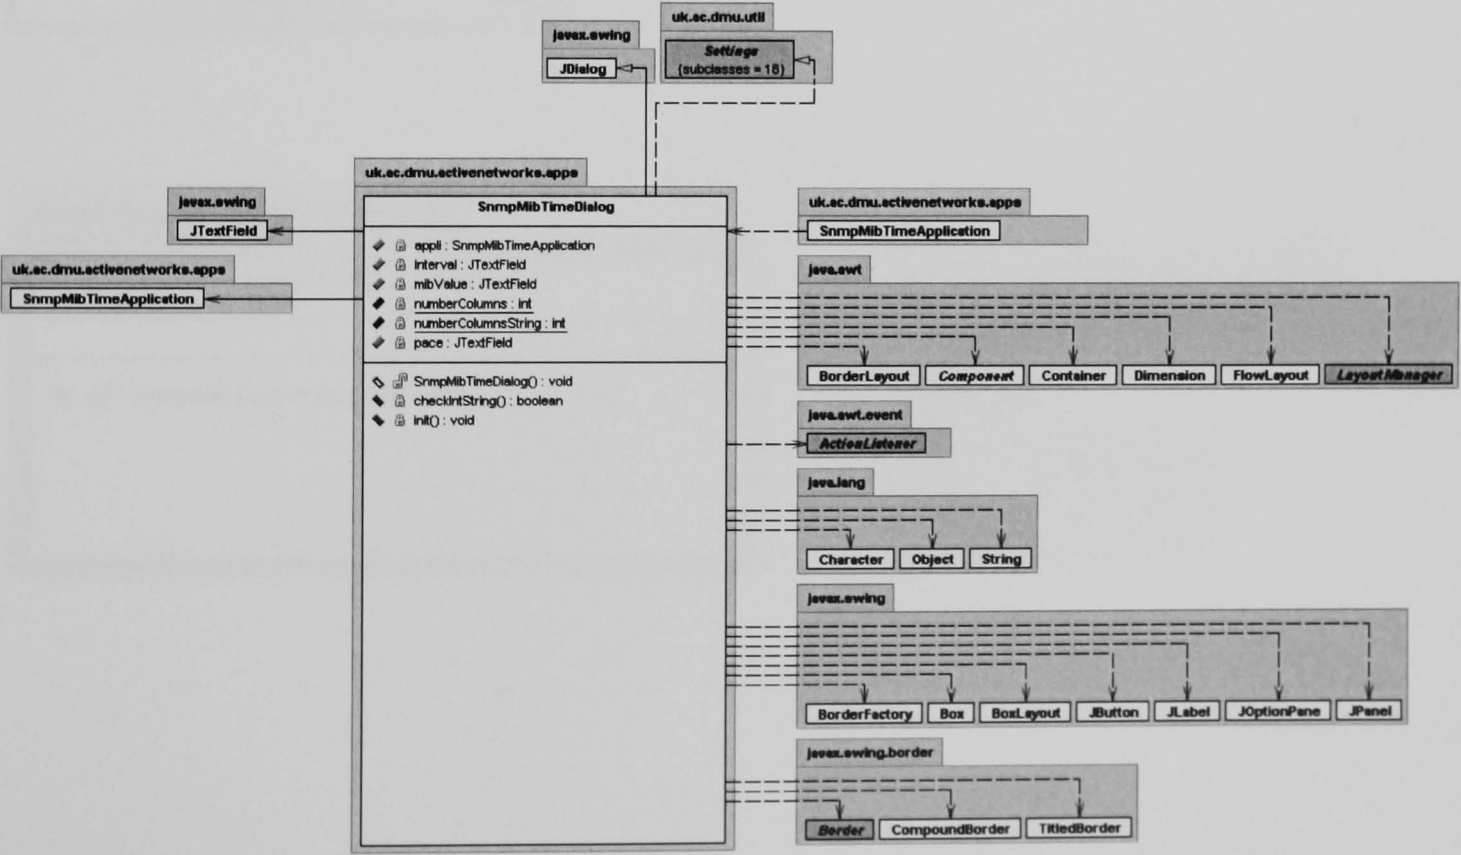 uk.ac.dmu.util
javax.swing
Settings
{subclasses = 16}
JDialog
uk.ac.dmu.activenetworks.apps
SnmpMibTimeDialog
javax.swing
JTextField
uk.ac.dmu.activenetworks.apps
SnmpMibTimeApplication
appli : SnmpMibTimeApplication
interval : JTextField
mibValue : JTextField
numberColumns : int
numberColumnsString : int
pace : JTextField
SnmpMibTimeDialog() : void
checkIntString() : boolean
init() : void
uk.ac.dmu.activenetworks.apps
SnmpMibTimeApplication
java.awt
BorderLayout Component Container Dimension FlowLayout LayoutManager
java.awt.event
ActionListener
java.lang
Character Object String
javax.swing
BorderFactory Box BoxLayout JButton JLabel JOptionPane JPanel
javax.swing.border
Border CompoundBorder TitledBorder